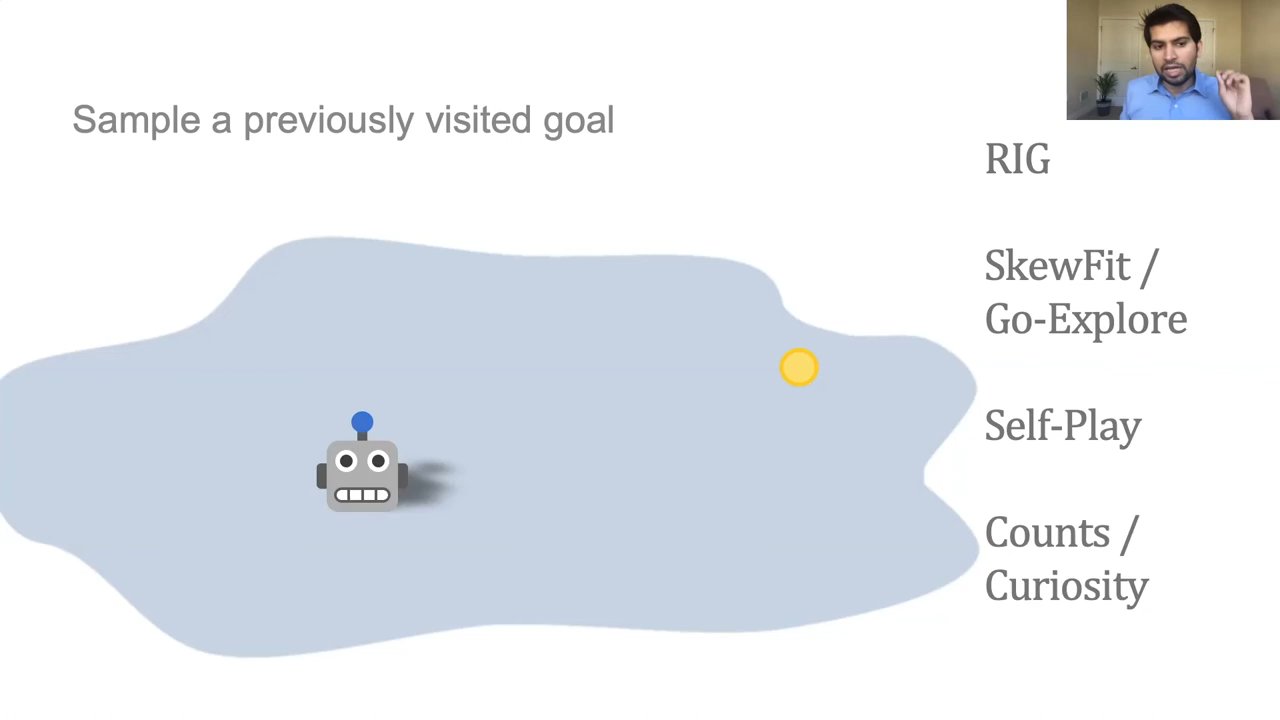 Sample a previously visited goal
RIG
SkewFit /
Go-Explore
Self-Play
Counts /
Curiosity